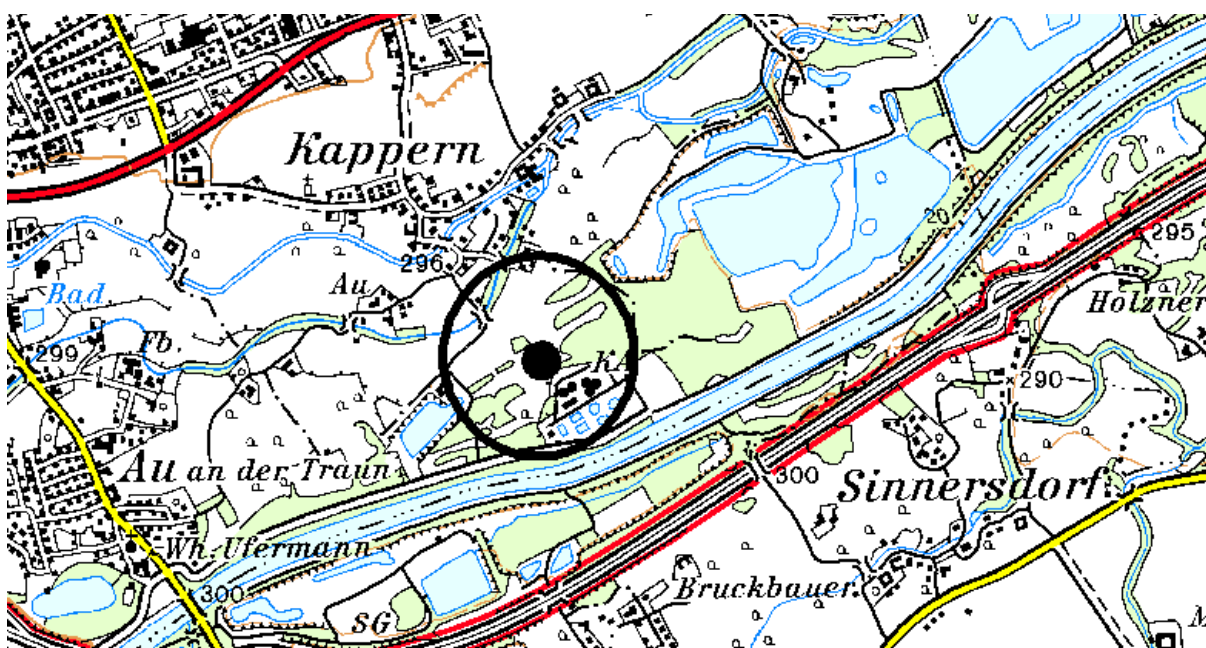 Kappern
20
295
296
Au
Bad
Holzner
299
Fb.
KA
290
Au an der Traun
300
Sinnersdorf
Wh. Ufermann
300
SG
Bruckbauer
M